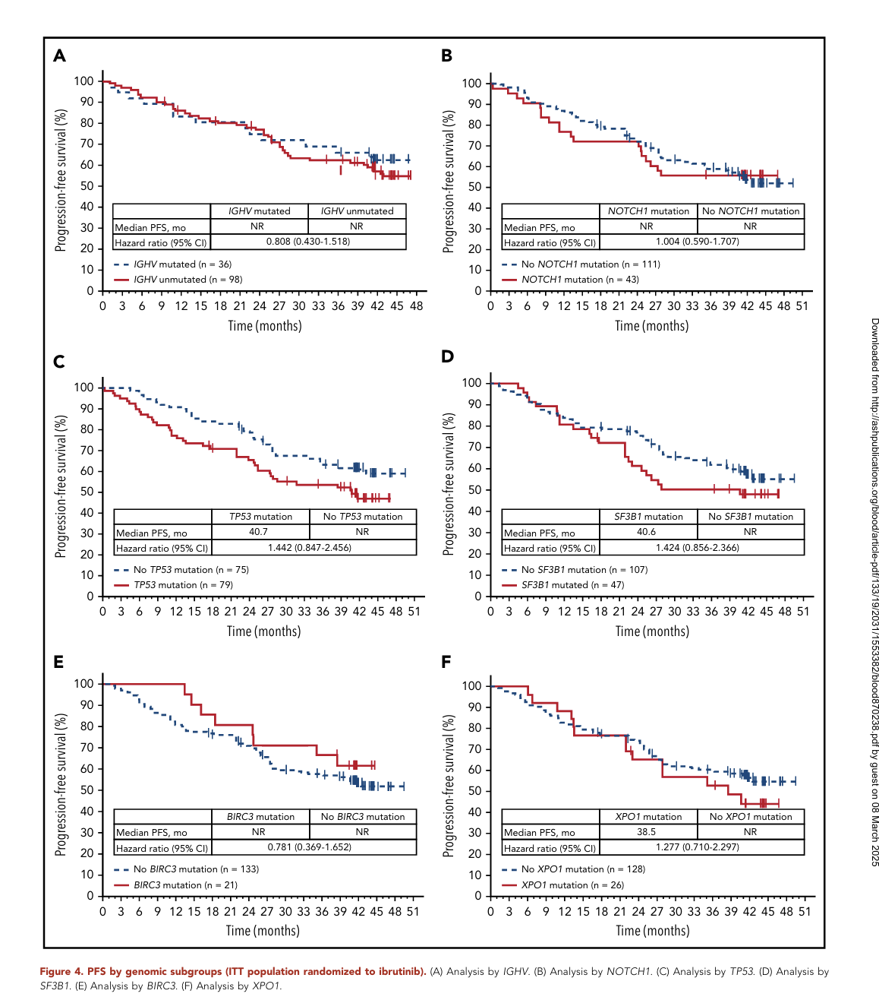 A
Progression-free survival (%)
100
90
80
70
60
50
40
30
20
10
0
IGHV mutated IGHV unmutated
Median PFS, mo NR NR
Hazard ratio (95% CI) 0.808 (0.430-1.518)
IGHV mutated (n = 36)
IGHV unmutated (n = 98)
0 3 6 9 12 15 18 21 24 27 30 33 36 39 42 45 48
Time (months)
B
Progression-free survival (%)
100
90
80
70
60
50
40
30
20
10
0
NOTCH1 mutation No NOTCH1 mutation
Median PFS, mo NR NR
Hazard ratio (95% CI) 1.004 (0.590-1.707)
No NOTCH1 mutation (n = 111)
NOTCH1 mutation (n = 43)
0 3 6 9 12 15 18 21 24 27 30 33 36 39 42 45 48 51
Time (months)
C
Progression-free survival (%)
100
90
80
70
60
50
40
30
20
10
0
TP53 mutation No TP53 mutation
Median PFS, mo 40.7 NR
Hazard ratio (95% CI) 1.442 (0.847-2.456)
No TP53 mutation (n = 75)
TP53 mutation (n = 79)
0 3 6 9 12 15 18 21 24 27 30 33 36 39 42 45 48 51
Time (months)
D
Progression-free survival (%)
100
90
80
70
60
50
40
30
20
10
0
SF3B1 mutation No SF3B1 mutation
Median PFS, mo 40.6 NR
Hazard ratio (95% CI) 1.424 (0.856-2.366)
No SF3B1 mutation (n = 107)
SF3B1 mutated (n = 47)
0 3 6 9 12 15 18 21 24 27 30 33 36 39 42 45 48 51
Time (months)
E
Progression-free survival (%)
100
90
80
70
60
50
40
30
20
10
0
BIRC3 mutation No BIRC3 mutation
Median PFS, mo NR NR
Hazard ratio (95% CI) 0.781 (0.369-1.652)
No BIRC3 mutation (n = 133)
BIRC3 mutation (n = 21)
0 3 6 9 12 15 18 21 24 27 30 33 36 39 42 45 48 51
Time (months)
F
Progression-free survival (%)
100
90
80
70
60
50
40
30
20
10
0
XPO1 mutation No XPO1 mutation
Median PFS, mo 38.5 NR
Hazard ratio (95% CI) 1.277 (0.710-2.297)
No XPO1 mutation (n = 128)
XPO1 mutation (n = 26)
0 3 6 9 12 15 18 21 24 27 30 33 36 39 42 45 48 51
Time (months)
Figure 4. PFS by genomic subgroups (ITT population randomized to ibrutinib). (A) Analysis by IGHV. (B) Analysis by NOTCH1. (C) Analysis by TP53. (D) Analysis by
SF3B1. (E) Analysis by BIRC3. (F) Analysis by XPO1.
Downloaded from http://ashpublications.org/blood/article-pdf/133/19/2031/1553382/blood870238.pdf by guest on 08 March 2025